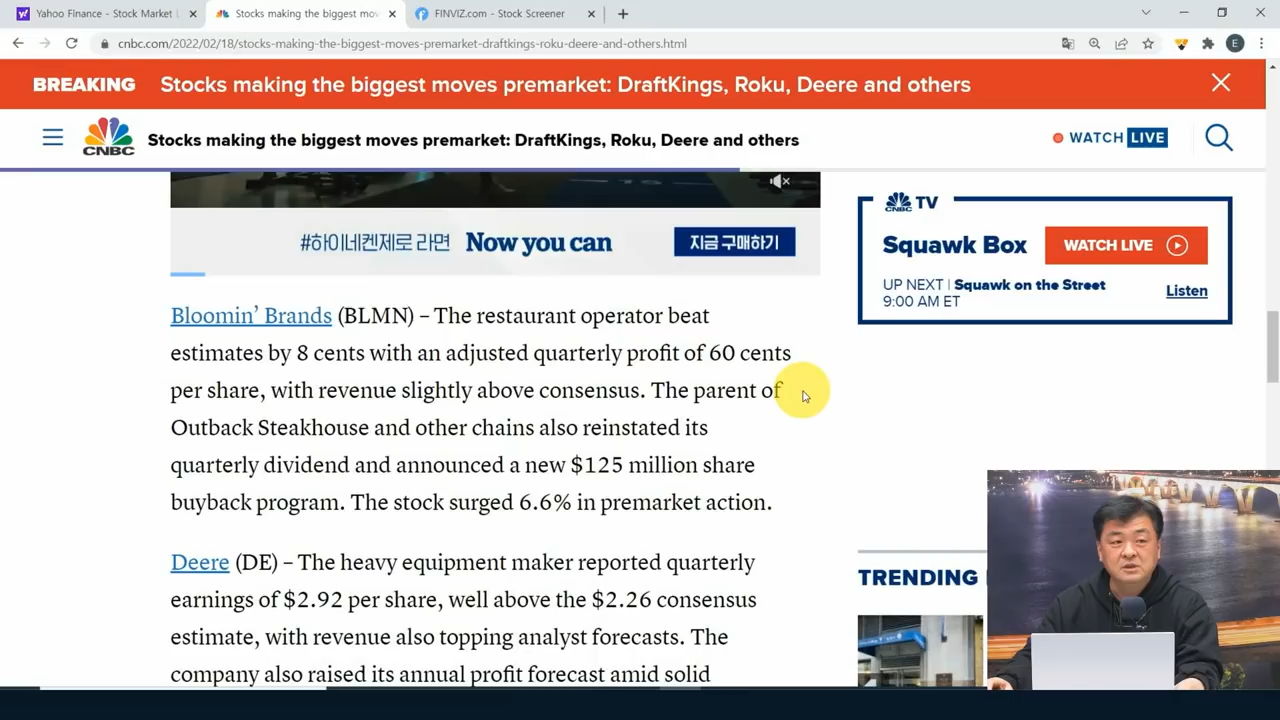 Yahoo Finance - Stock Market L
Stocks making the biggest mov
FINVIZ.com - Stock Screener
cnbc.com/2022/02/18/stocks-making-the-biggest-moves-premarket-draftkings-roku-deere-and-others.html
E
BREAKING Stocks making the biggest moves premarket: DraftKings, Roku, Deere and others
CNBC
Stocks making the biggest moves premarket: DraftKings, Roku, Deere and others
WATCH LIVE
#하이네켄제로 라면 Now you can 지금 구매하기
Bloomin’ Brands (BLMN) – The restaurant operator beat
estimates by 8 cents with an adjusted quarterly profit of 60 cents
per share, with revenue slightly above consensus. The parent of
Outback Steakhouse and other chains also reinstated its
quarterly dividend and announced a new $125 million share
buyback program. The stock surged 6.6% in premarket action.
Deere (DE) – The heavy equipment maker reported quarterly
earnings of $2.92 per share, well above the $2.26 consensus
estimate, with revenue also topping analyst forecasts. The
company also raised its annual profit forecast amid solid
CNBC TV
Squawk Box
WATCH LIVE
UP NEXT | Squawk on the Street
9:00 AM ET
Listen
TRENDING